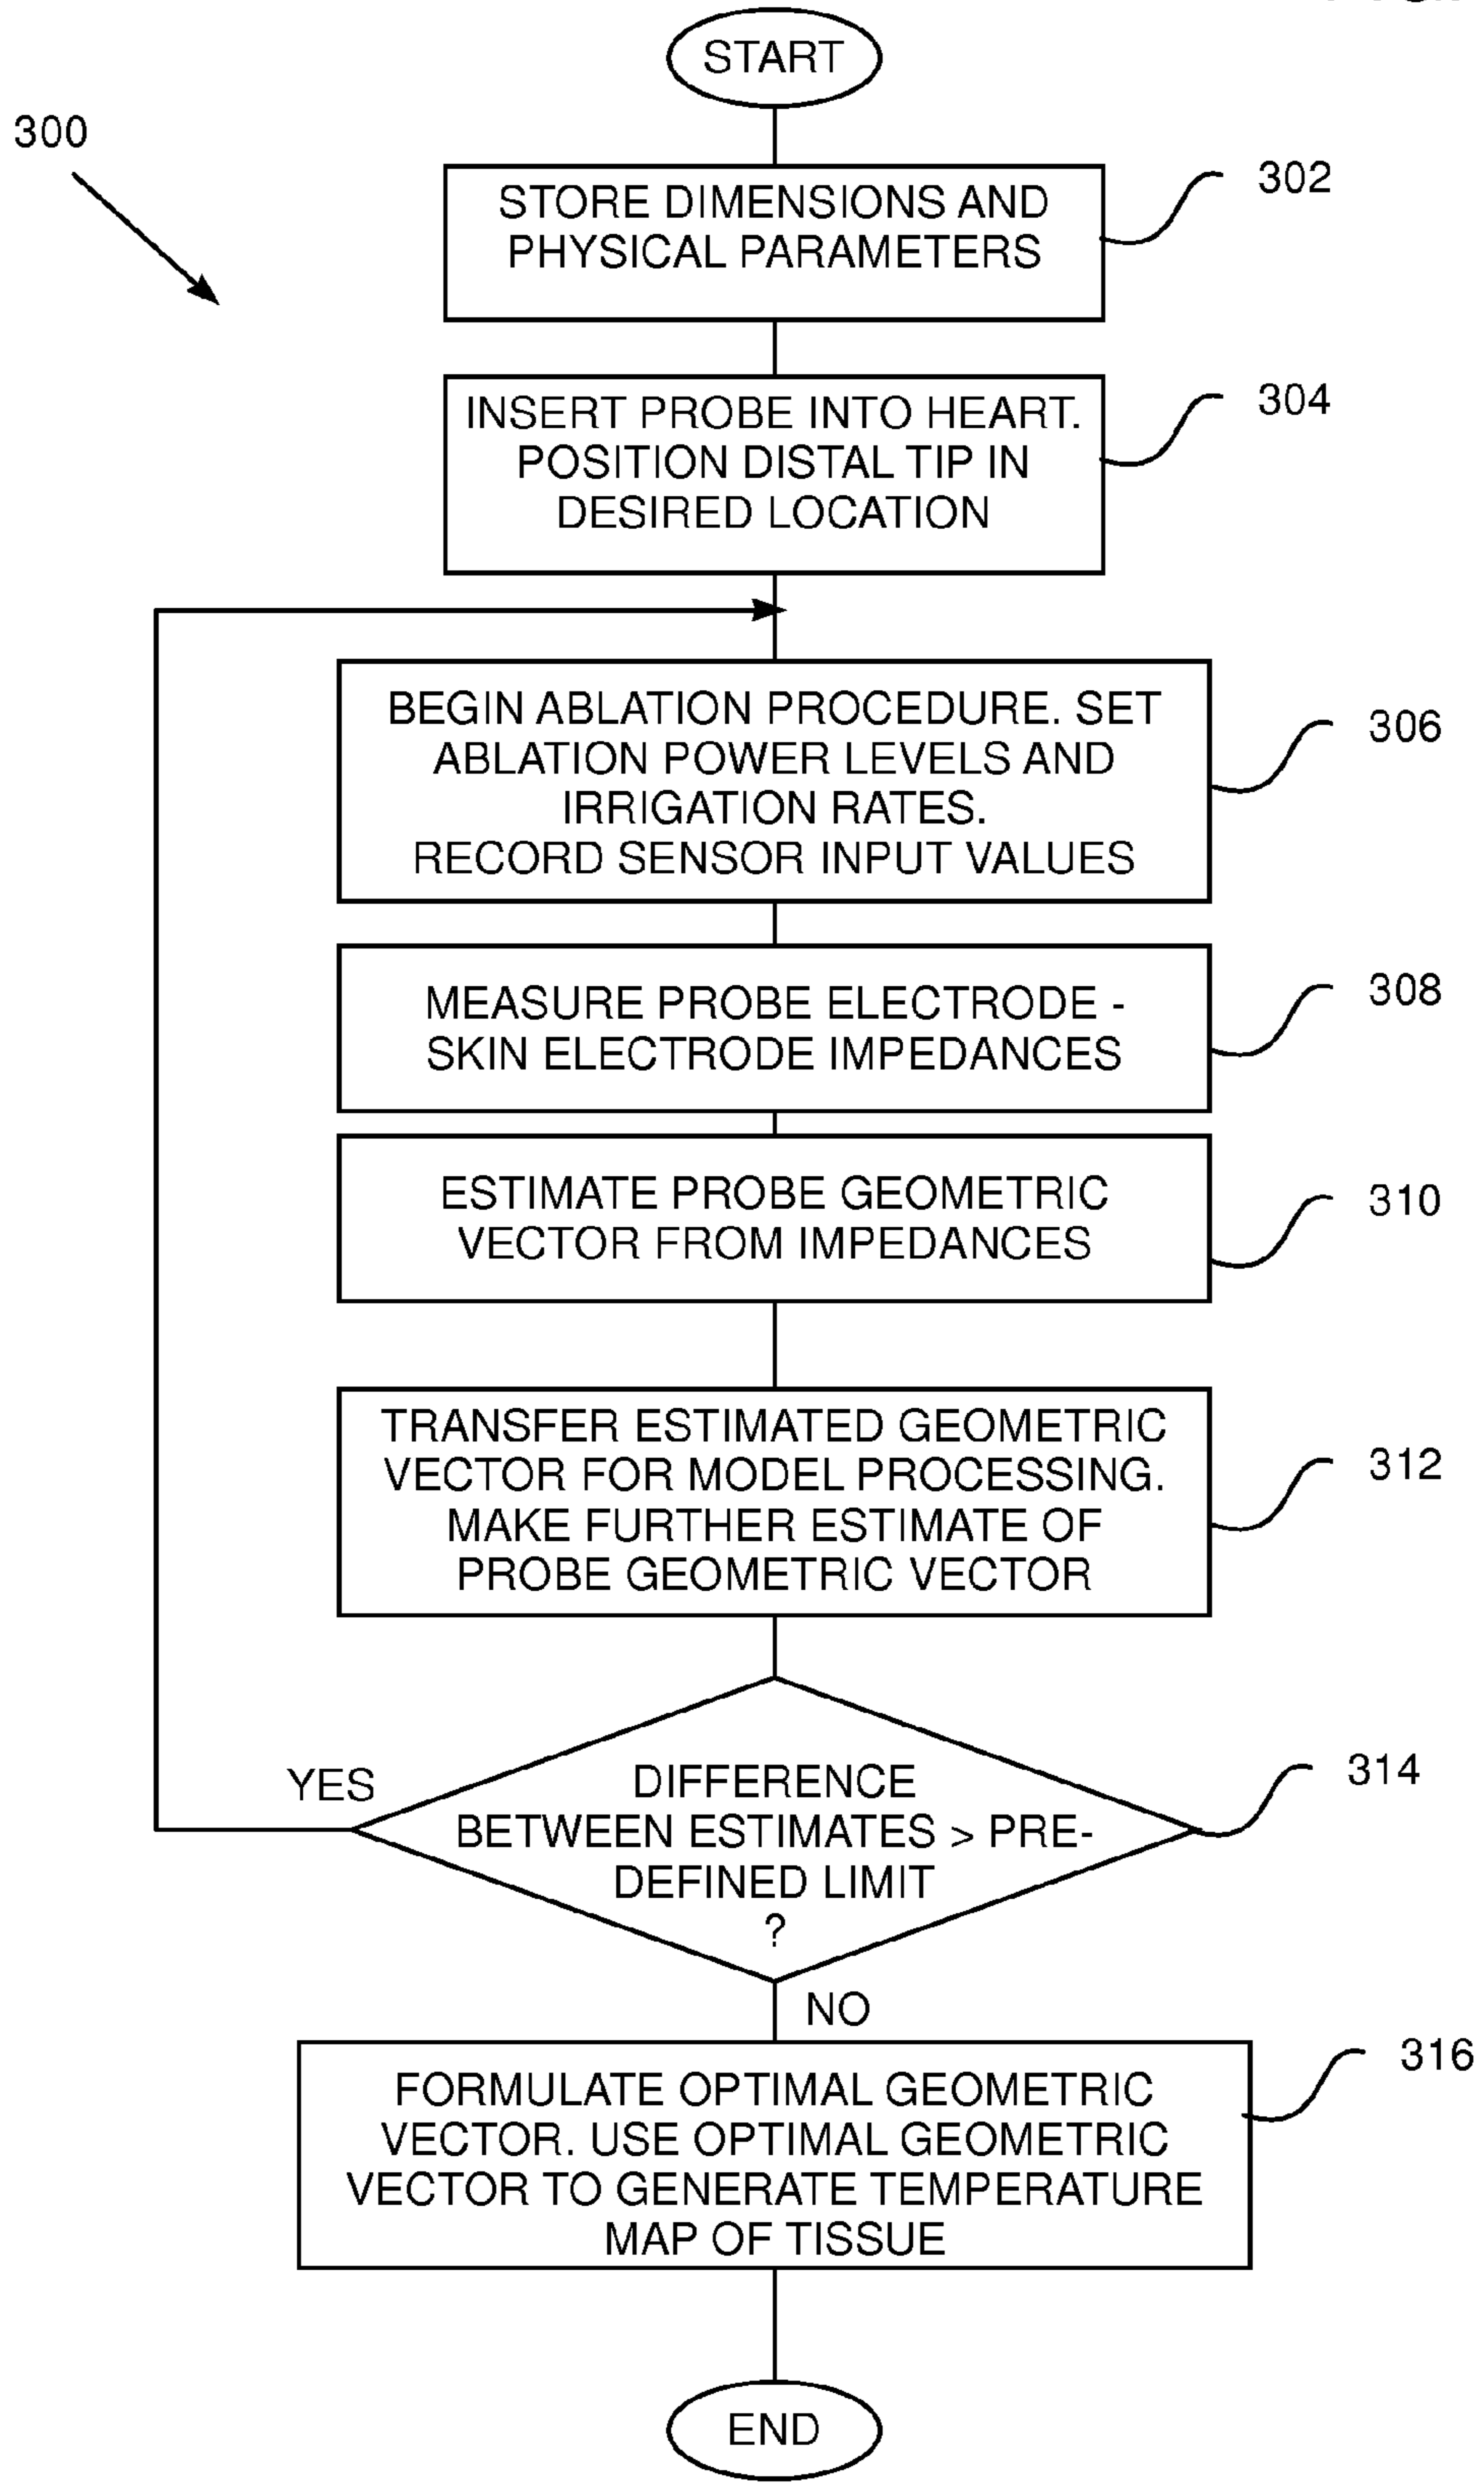 START
300
302
STORE DIMENSIONS AND
PHYSICAL PARAMETERS
304
INSERT PROBE INTO HEART.
POSITION DISTAL TIP IN
DESIRED LOCATION
306
BEGIN ABLATION PROCEDURE. SET
ABLATION POWER LEVELS AND
IRRIGATION RATES.
RECORD SENSOR INPUT VALUES
308
MEASURE PROBE ELECTRODE -
SKIN ELECTRODE IMPEDANCES
310
ESTIMATE PROBE GEOMETRIC
VECTOR FROM IMPEDANCES
312
TRANSFER ESTIMATED GEOMETRIC
VECTOR FOR MODEL PROCESSING.
MAKE FURTHER ESTIMATE OF
PROBE GEOMETRIC VECTOR
314
YES
DIFFERENCE
BETWEEN ESTIMATES > PRE-
DEFINED LIMIT
?
NO
316
FORMULATE OPTIMAL GEOMETRIC
VECTOR. USE OPTIMAL GEOMETRIC
VECTOR TO GENERATE TEMPERATURE
MAP OF TISSUE
END